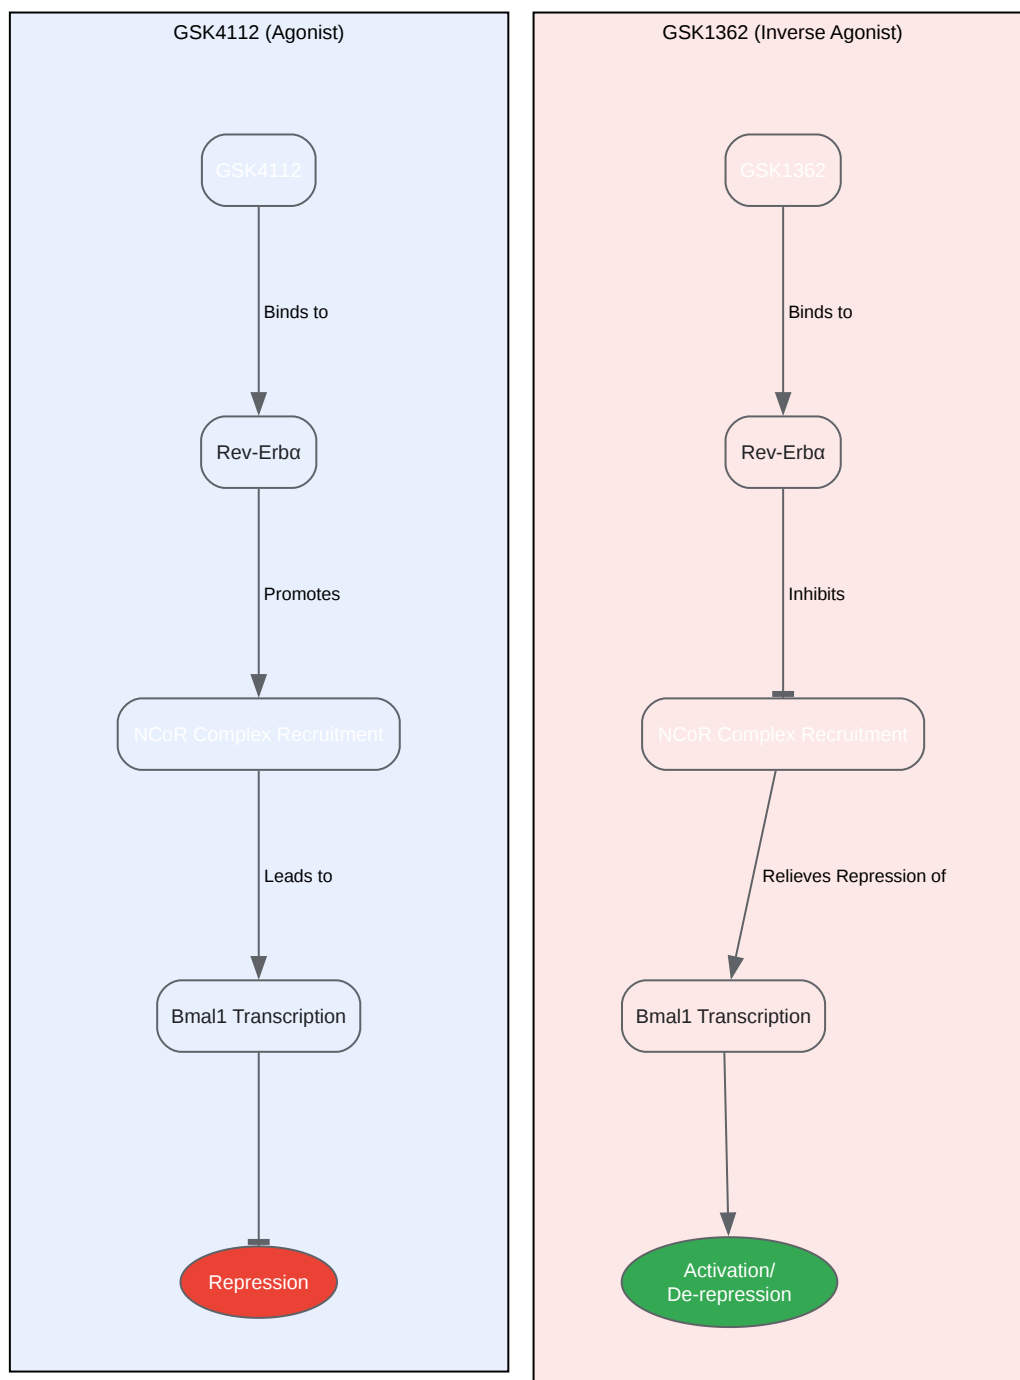 GSK4112 (Agonist)
GSK4112
Binds to
Rev-Erbα
Promotes
NCoR Complex Recruitment
Leads to
Bmal1 Transcription
Repression
GSK1362 (Inverse Agonist)
GSK1362
Binds to
Rev-Erbα
Inhibits
NCoR Complex Recruitment
Relieves Repression of
Bmal1 Transcription
Activation/
De-repression